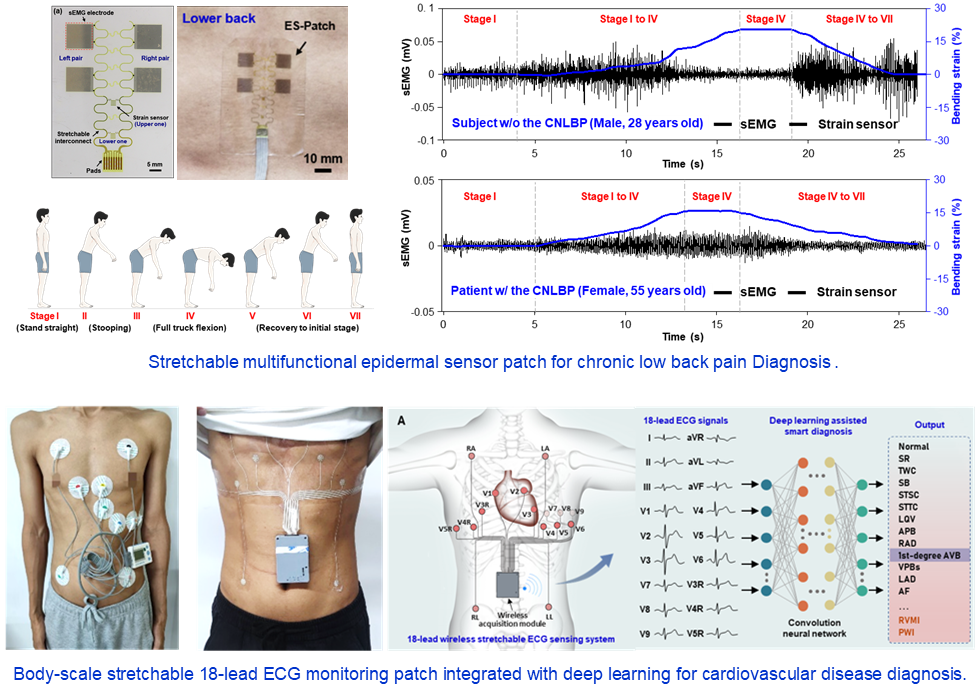 (a)
sEMG electrode
Left pair
Right pair
Strain sensor
(Upper one)
Stretchable
interconnect
Lower one
Pads
5 mm
Lower back
ES-Patch
10 mm
Stage I
II
III
IV
V
VI
VII
(Stand straight)
(Stooping)
(Full truck flexion)
(Recovery to initial stage)
0.1
0.05
0
-0.05
-0.1
sEMG (mV)
Stage I
Stage I to IV
Stage IV
Stage IV to VII
Subject w/o the CNLBP (Male, 28 years old)
sEMG
Strain sensor
30
15
0
-15
-30
Bending strain (%)
0
5
10
15
20
25
Time (s)
0.05
0
-0.05
sEMG (mV)
Stage I
Stage I to IV
Stage IV
Stage IV to VII
Patient w/ the CNLBP (Female, 55 years old)
sEMG
Strain sensor
30
15
0
-15
-30
Bending strain (%)
0
5
10
15
20
25
Time (s)
Stretchable multifunctional epidermal sensor patch for chronic low back pain Diagnosis .
A
RA
LA
V1
V2
V3R
V3
V4R
V5R
V7
V8
V9
V4
V5
V6
RL
LL
Wireless
acquisition module
18-lead wireless stretchable ECG sensing system
18-lead ECG signals
I
aVR
II
aVL
III
aVF
V1
V4
V2
V5
V3
V6
V7
V3R
V8
V4R
V9
V5R
Deep learning assisted
smart diagnosis
Convolution
neural network
Output
Normal
SR
TWC
SB
STSC
STTC
LQV
APB
RAD
1st-degree AVB
VPBs
LAD
AF
...
RVMI
PWI
Body-scale stretchable 18-lead ECG monitoring patch integrated with deep learning for cardiovascular disease diagnosis.